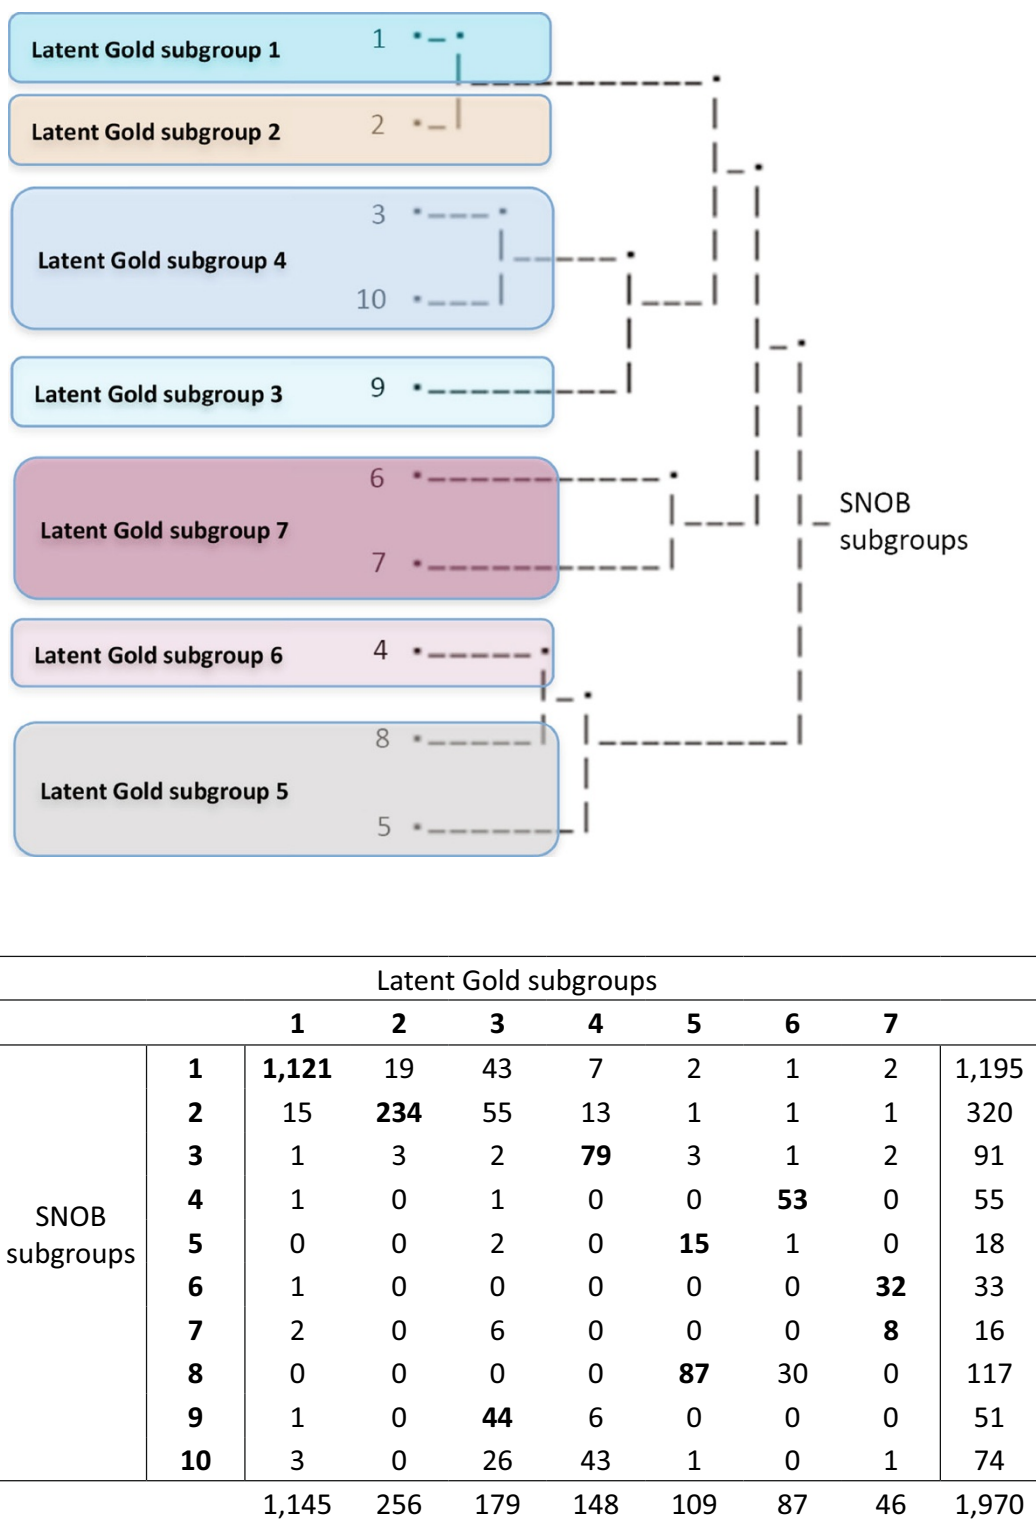 Latent Gold subgroup 1 1
Latent Gold subgroup 2 2
3
Latent Gold subgroup 4
10
Latent Gold subgroup 3 9
6
Latent Gold subgroup 7
7
Latent Gold subgroup 6 4
8
Latent Gold subgroup 5
5
SNOB
subgroups
Latent Gold subgroups
1 2 3 4 5 6 7
SNOB
subgroups
1 1,121 19 43 7 2 1 2 1,195
2 15 234 55 13 1 1 1 320
3 1 3 2 79 3 1 2 91
4 1 0 1 0 0 53 0 55
5 0 0 2 0 15 1 0 18
6 1 0 0 0 0 0 32 33
7 2 0 6 0 0 0 8 16
8 0 0 0 0 87 30 0 117
9 1 0 44 6 0 0 0 51
10 3 0 26 43 1 0 1 74
1,145 256 179 148 109 87 46 1,970